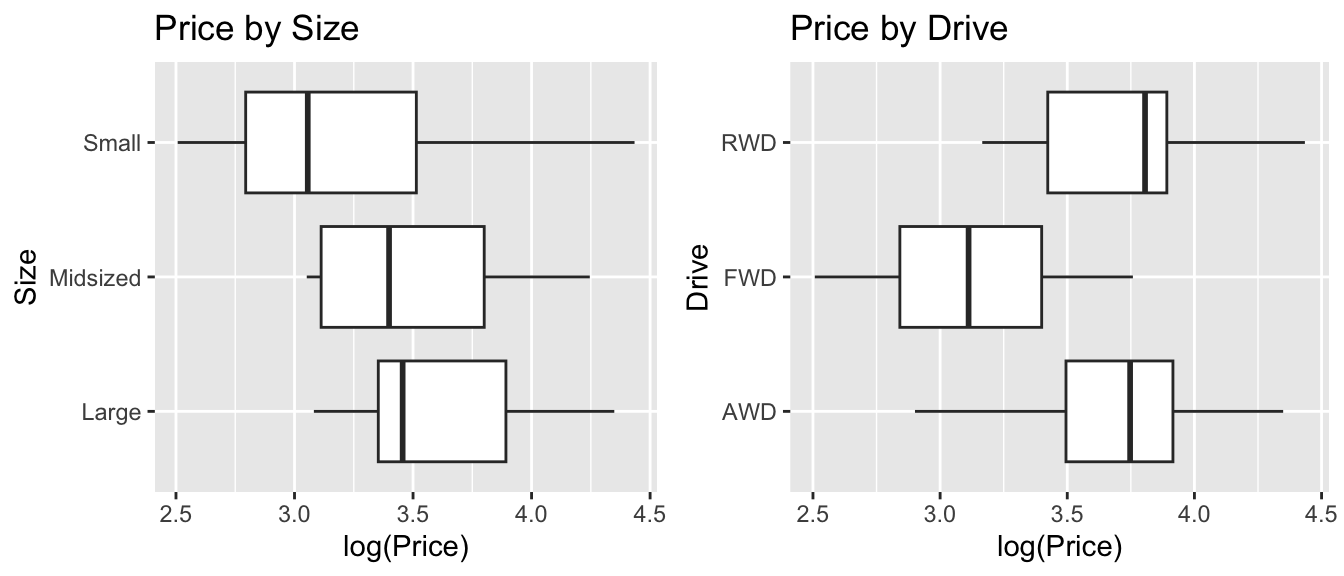 Price by Size
Size
Small
Midsized
Large
2.5 3.0 3.5 4.0 4.5
log(Price)
Price by Drive
Drive
RWD
FWD
AWD
2.5 3.0 3.5 4.0 4.5
log(Price)